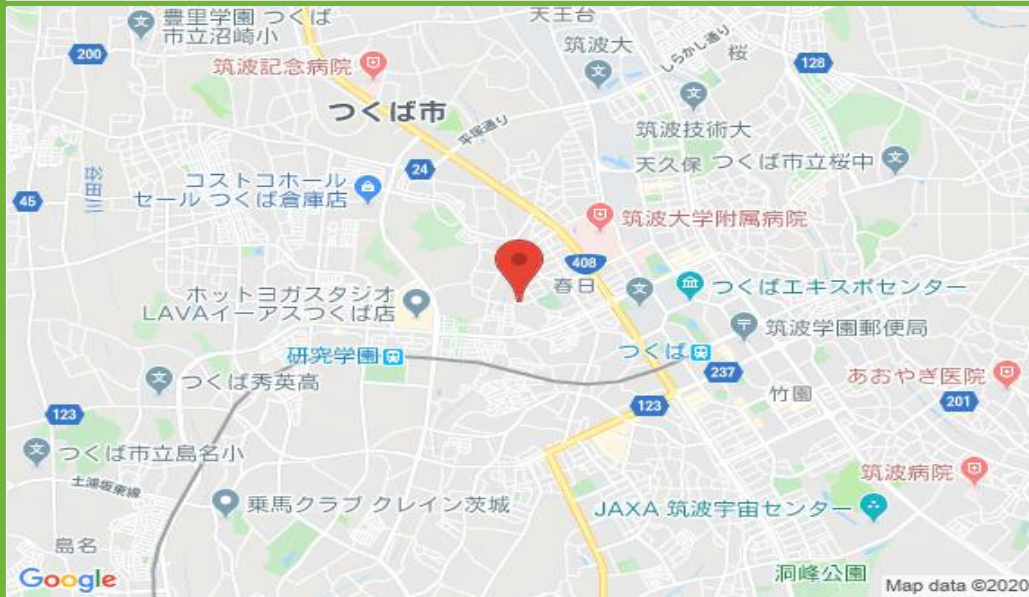 豊里学園 つくば
市立沼崎小
天王台
200
筑波大
しらかし通り
桜
128
筑波記念病院
つくば市
平塚通り
筑波技術大
天久保
つくば市立桜中
谷田川
45
24
コストコホール
セール つくば倉庫店
筑波大学附属病院
408
春日
つくばエキスポセンター
ホットヨガスタジオ
LAVAイーアスつくば店
筑波学園郵便局
研究学園
つくば
237
あおやぎ医院
つくば秀英高
竹園
201
123
123
つくば市立島名小
土浦坂東線
筑波病院
乗馬クラブ クレイン茨城
JAXA 筑波宇宙センター
島名
洞峰公園
Google
Map data ©2020
文
文
文
文
文
文
文